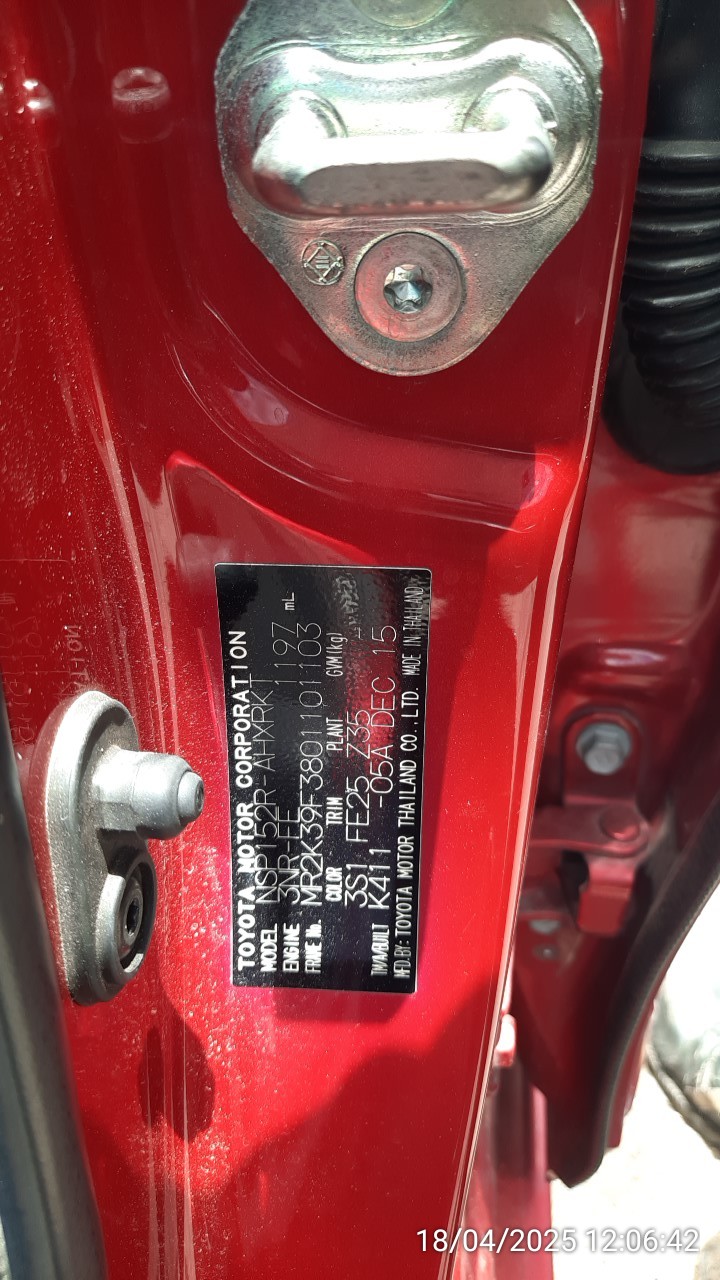 TOYOTA MOTOR CORPORATION
MODEL NSP152R-AHXRKT
ENGINE 3NR-FE 1197 mL
FRAME No. MR2K39F3801101103
COLOR TRIM PLANT GVM(kg)
3S1 FE25 Z35
TM/A/BUILT K411 -05A DEC 15
MFD.BY: TOYOTA MOTOR THAILAND CO., LTD. MADE IN THAILAND
18/04/2025 12:06:42